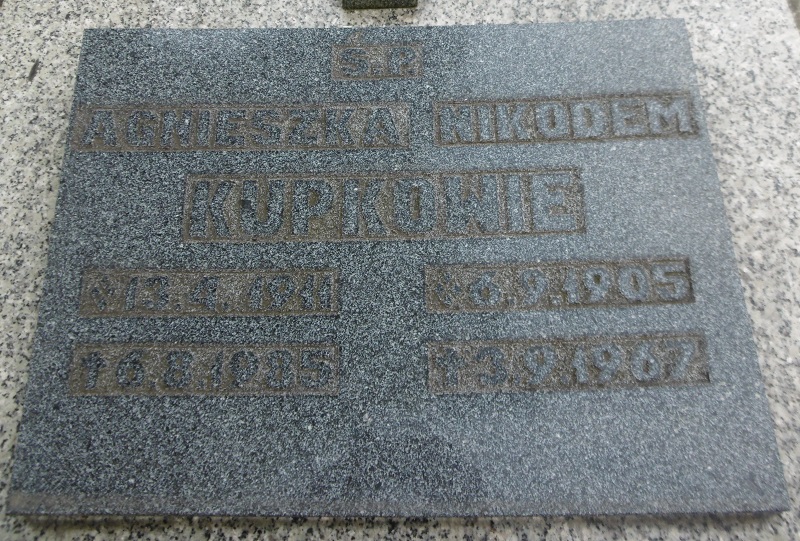 Ś.P.
AGNIESZKA NIKODEM
KUPKOWIE
*13.4.1911 *6.9.1905
✝6.8.1985 ✝3.9.1967